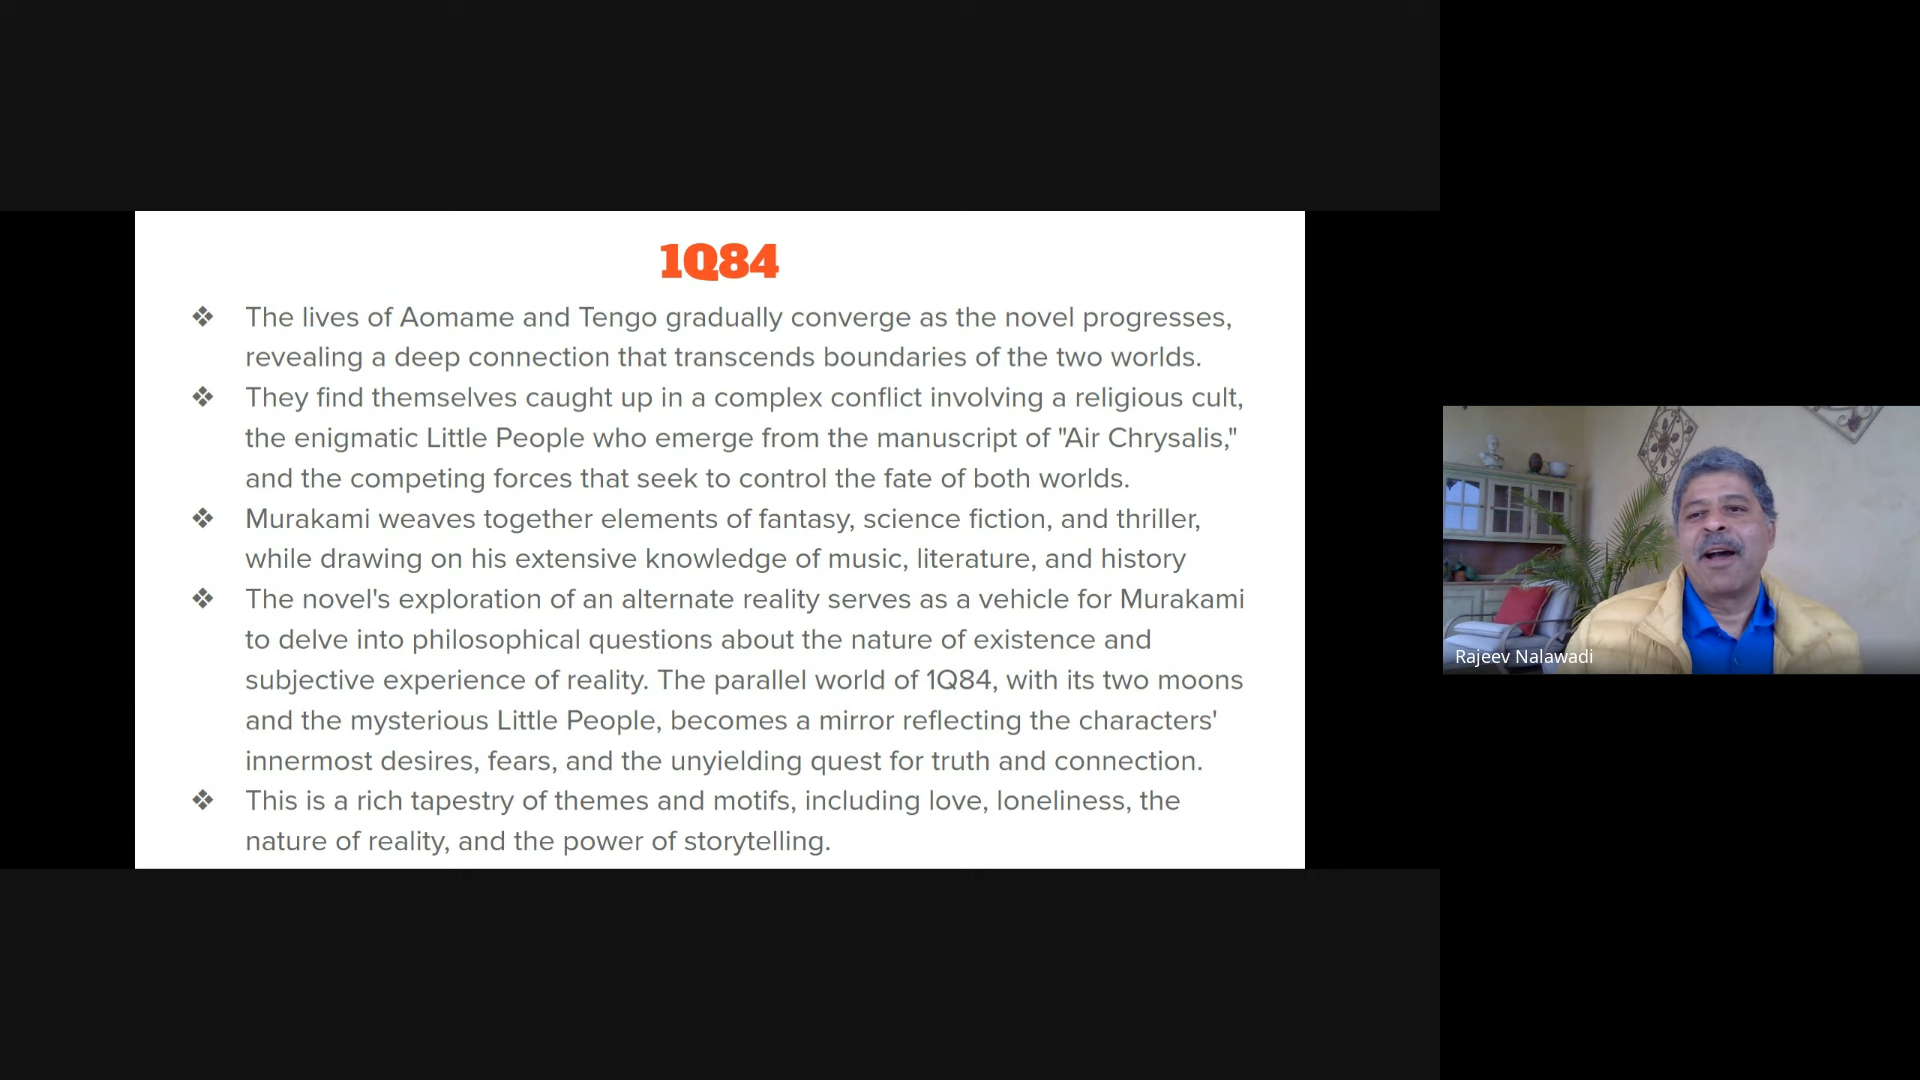 1Q84
❖ The lives of Aomame and Tengo gradually converge as the novel progresses,
revealing a deep connection that transcends boundaries of the two worlds.
❖ They find themselves caught up in a complex conflict involving a religious cult,
the enigmatic Little People who emerge from the manuscript of "Air Chrysalis,"
and the competing forces that seek to control the fate of both worlds.
❖ Murakami weaves together elements of fantasy, science fiction, and thriller,
while drawing on his extensive knowledge of music, literature, and history
❖ The novel's exploration of an alternate reality serves as a vehicle for Murakami
to delve into philosophical questions about the nature of existence and
subjective experience of reality. The parallel world of 1Q84, with its two moons
and the mysterious Little People, becomes a mirror reflecting the characters'
innermost desires, fears, and the unyielding quest for truth and connection.
❖ This is a rich tapestry of themes and motifs, including love, loneliness, the
nature of reality, and the power of storytelling.
Rajeev Nalawadi